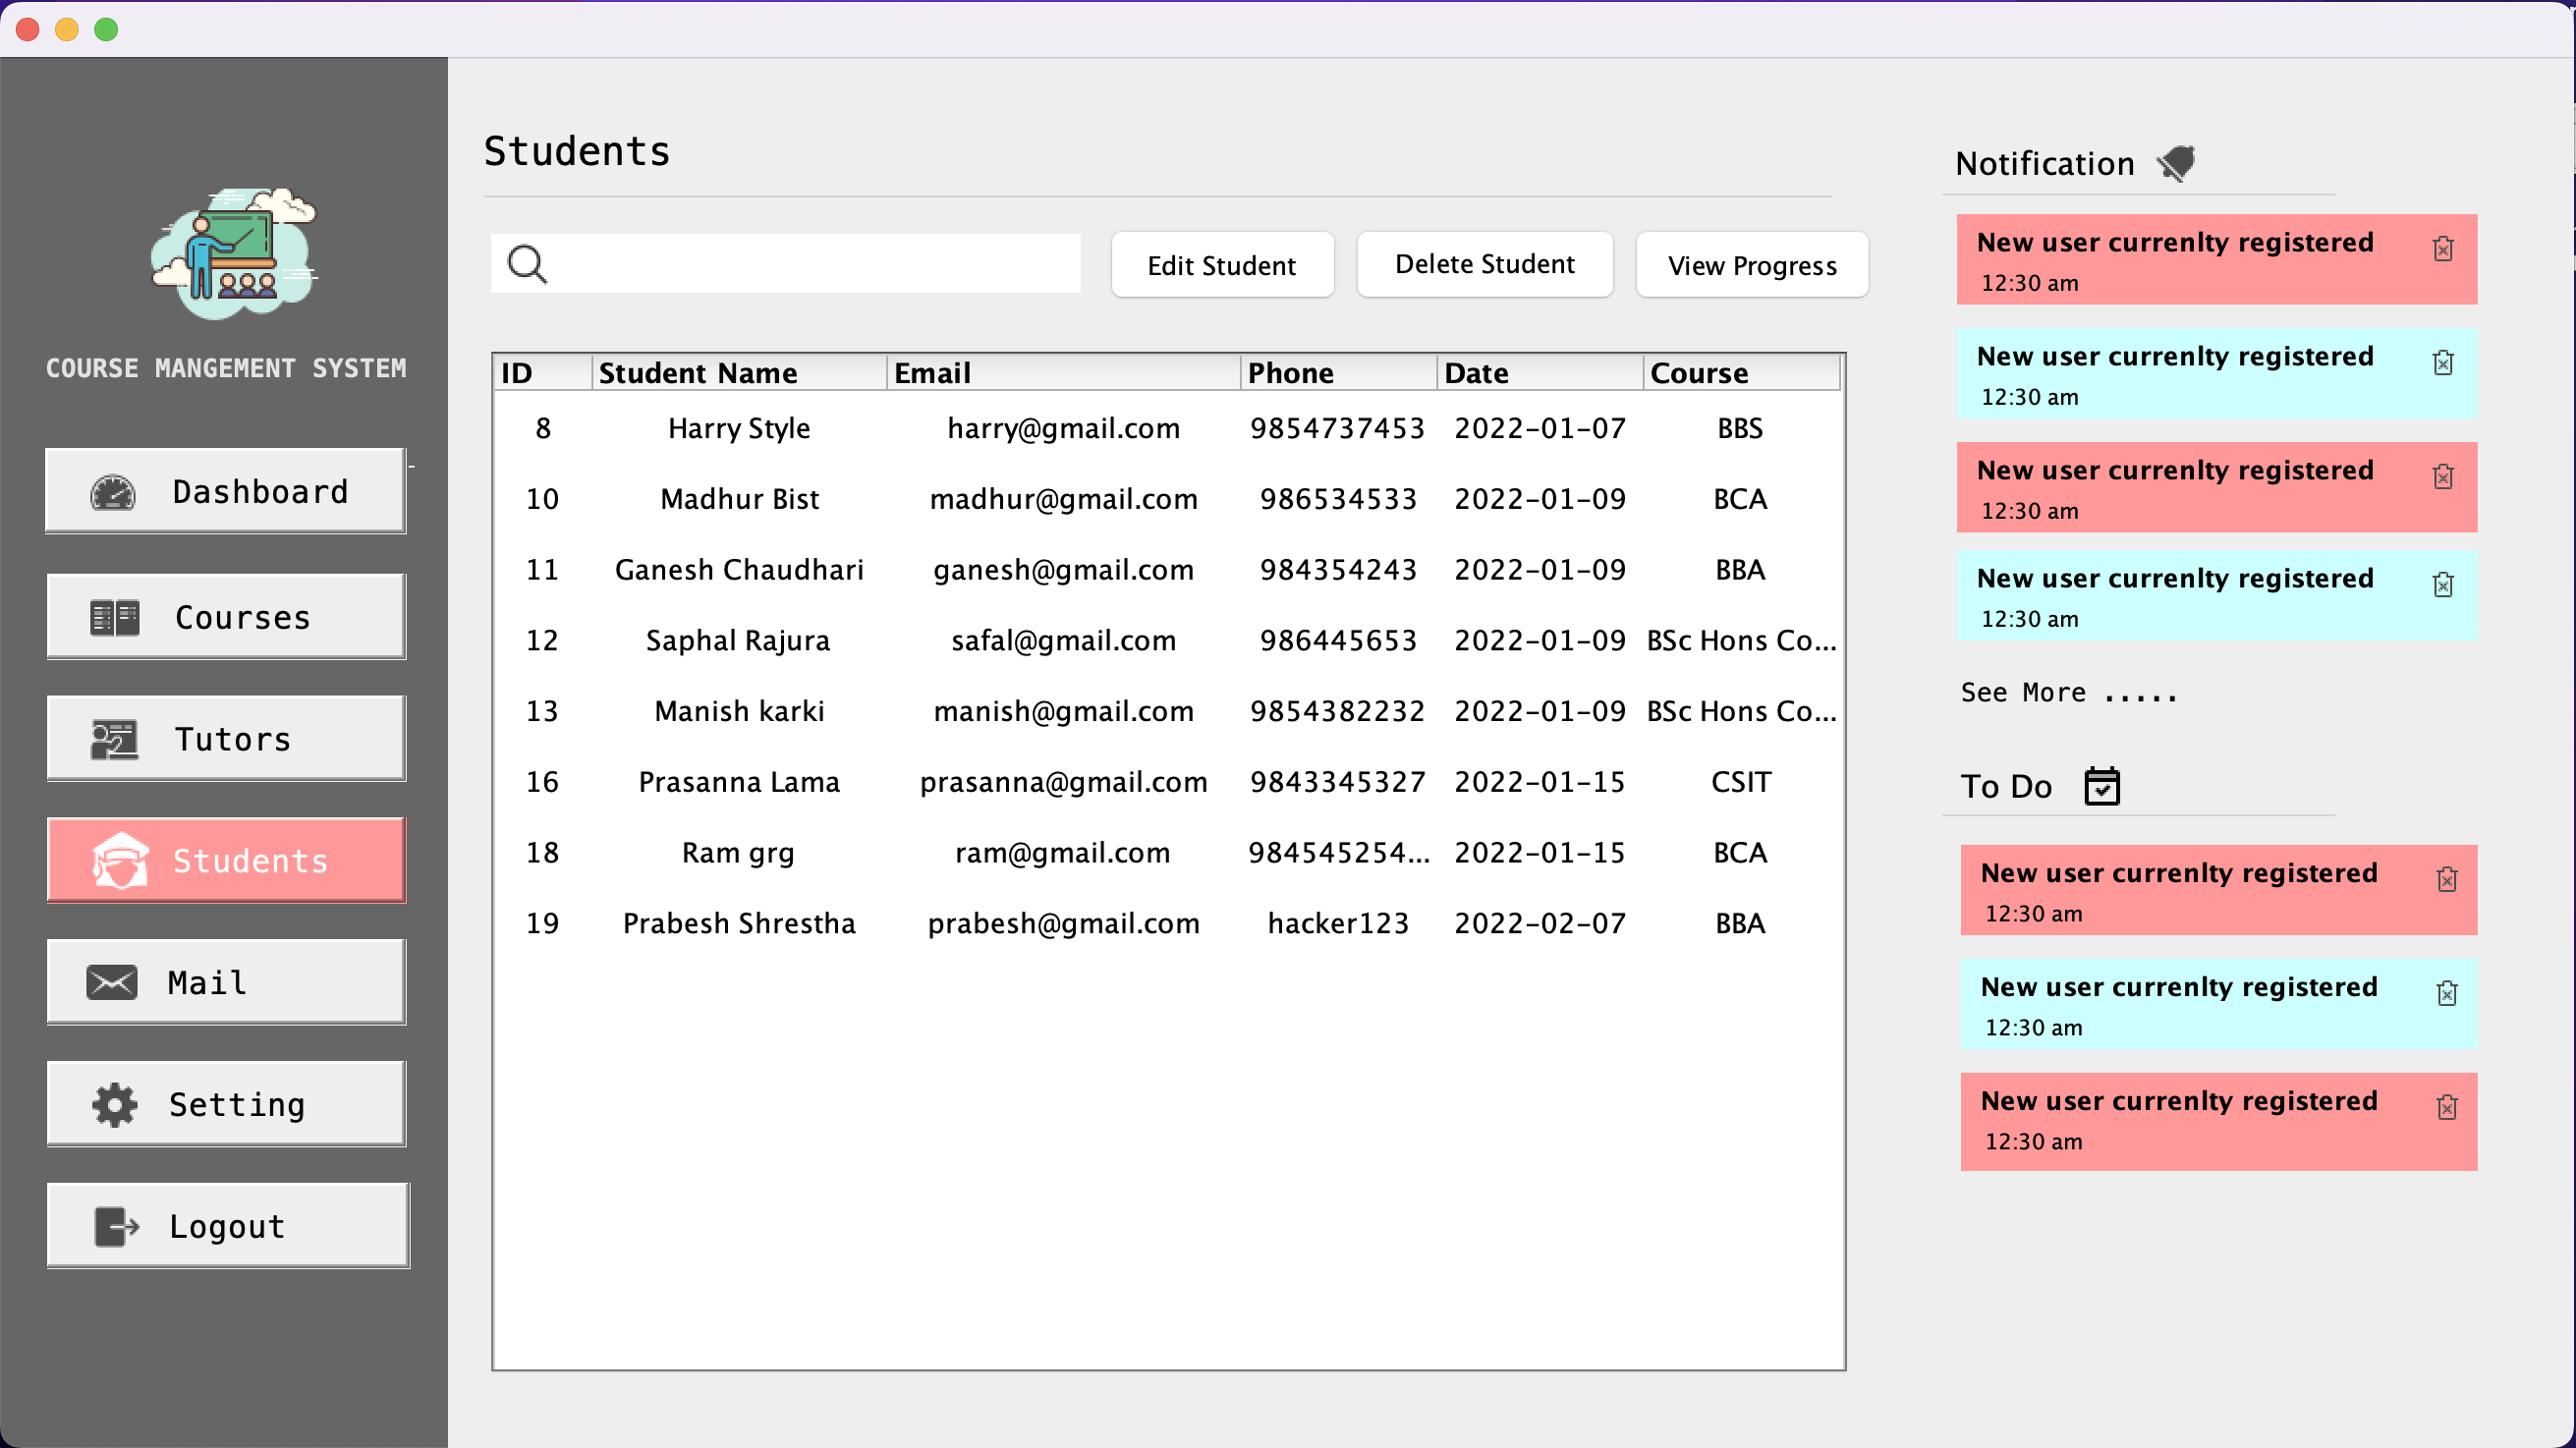 COURSE MANGEMENT SYSTEM
Dashboard
Courses
Tutors
Students
Mail
Setting
Logout
Students
Edit Student
Delete Student
View Progress
ID Student Name Email Phone Date Course
8 Harry Style harry@gmail.com 9854737453 2022-01-07 BBS
10 Madhur Bist madhur@gmail.com 986534533 2022-01-09 BCA
11 Ganesh Chaudhari ganesh@gmail.com 984354243 2022-01-09 BBA
12 Saphal Rajura safal@gmail.com 986445653 2022-01-09 BSc Hons Co...
13 Manish karki manish@gmail.com 9854382232 2022-01-09 BSc Hons Co...
16 Prasanna Lama prasanna@gmail.com 9843345327 2022-01-15 CSIT
18 Ram grg ram@gmail.com 984545254... 2022-01-15 BCA
19 Prabesh Shrestha prabesh@gmail.com hacker123 2022-02-07 BBA
Notification
New user currenlty registered
12:30 am
New user currenlty registered
12:30 am
New user currenlty registered
12:30 am
New user currenlty registered
12:30 am
See More .....
To Do
New user currenlty registered
12:30 am
New user currenlty registered
12:30 am
New user currenlty registered
12:30 am